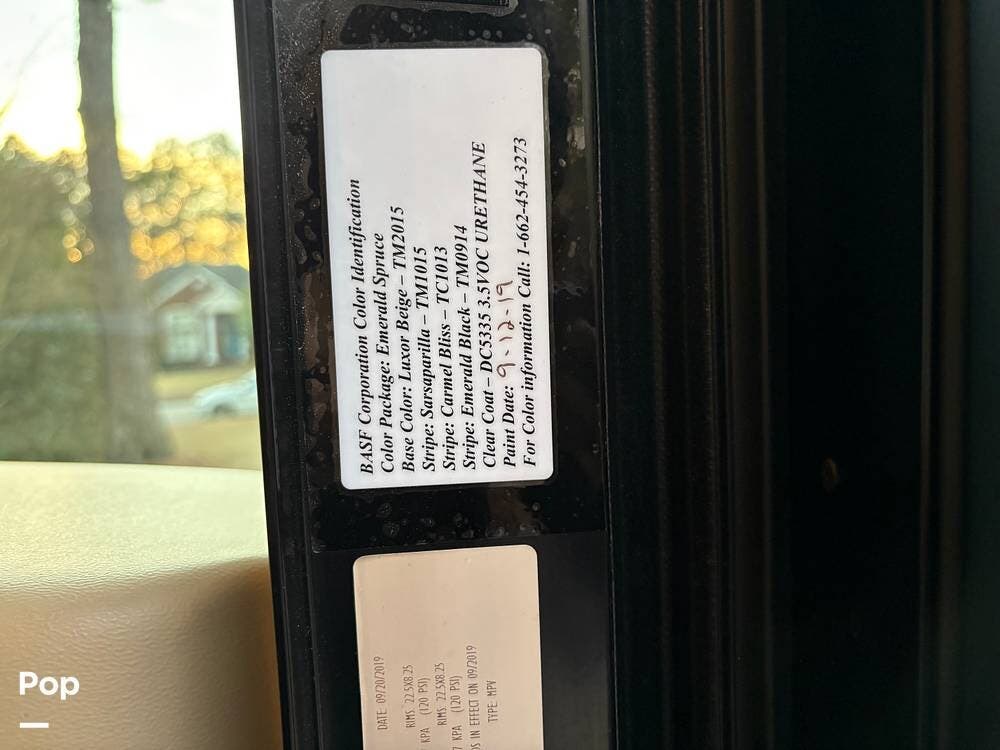 BASF Corporation Color Identification
Color Package: Emerald Spruce
Base Color: Luxor Beige – TM2015
Stripe: Sarsaparilla – TM1015
Stripe: Carmel Bliss – TC1013
Stripe: Emerald Black – TM0914
Clear Coat – DC5335 3.5VOC URETHANE
Paint Date: 9-12-19
For Color information Call: 1-662-454-3273
DATE 09/20/2019
RIMS 22.5X8.25
KPA (120 PSI)
RIMS 22.5X8.25
KPA (120 PSI)
IN EFFECT ON 09/2019
TYPE: MPV
Pop